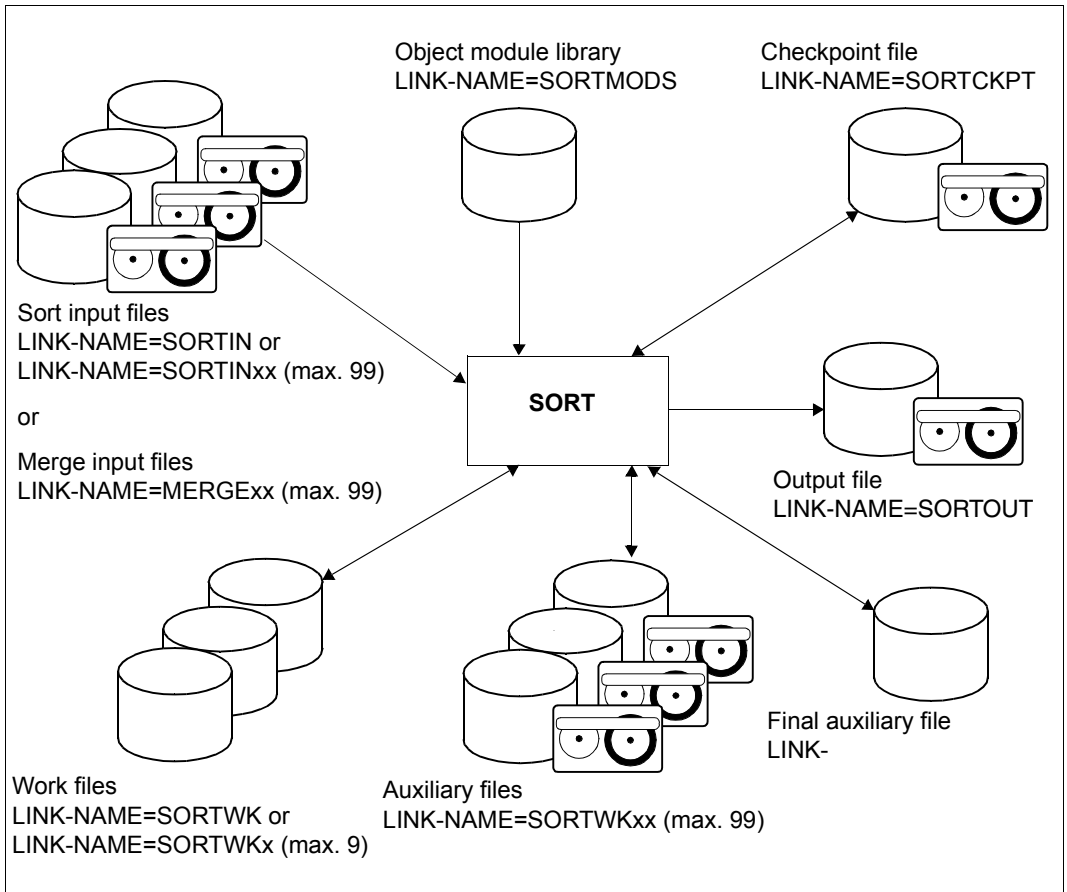 Object module library
LINK-NAME=SORTMODS
Checkpoint file
LINK-NAME=SORTCKPT
Sort input files
LINK-NAME=SORTIN or
LINK-NAME=SORTINxx (max. 99)
or
Merge input files
LINK-NAME=MERGExx (max. 99)
SORT
Output file
LINK-NAME=SORTOUT
Work files
LINK-NAME=SORTWK or
LINK-NAME=SORTWKx (max. 9)
Auxiliary files
LINK-NAME=SORTWKxx (max. 99)
Final auxiliary file
LINK-